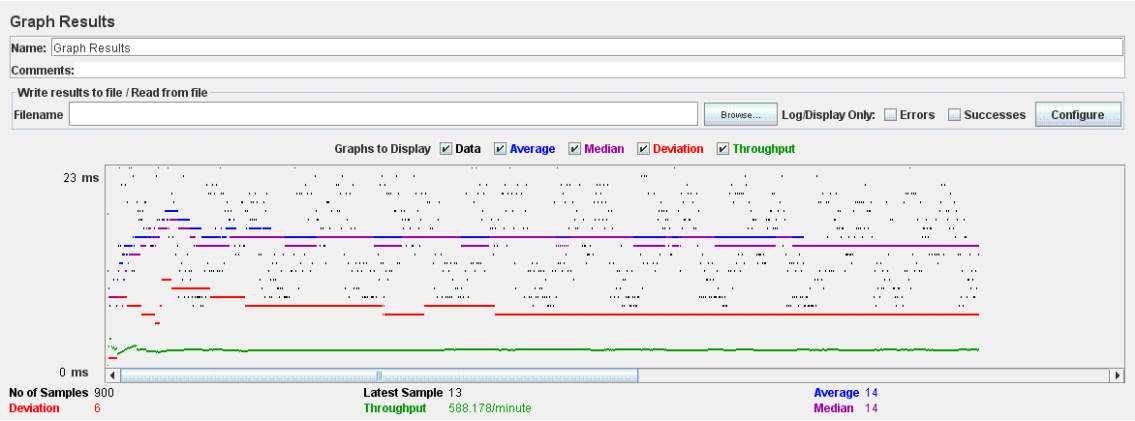 Graph Results
Name: Graph Results
Comments:
Write results to file / Read from file
Filename Browse... Log/Display Only: Errors Successes Configure
Graphs to Display Data Average Median Deviation Throughput
23 ms
0 ms
No of Samples 900 Latest Sample 13 Average 14
Deviation 6 Throughput 588.178/minute Median 14